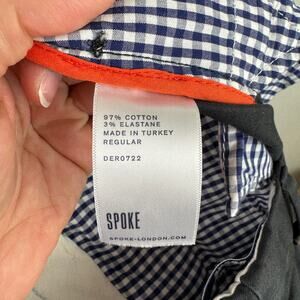 97% COTTON
3% ELASTANE
MADE IN TURKEY
REGULAR
DER0722
SPOKE
SPOKE-LONDON.COM